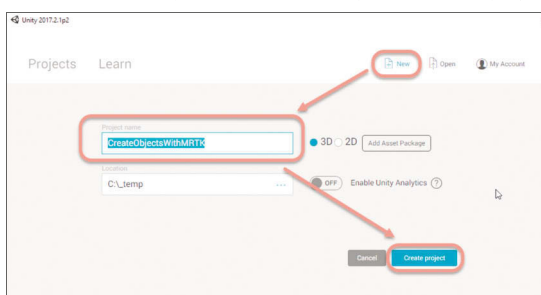 Unity 2017.2.1p2
Projects Learn New Open My Account
Project name
CreateObjectsWithMRTK
3D 2D Add Asset Package
Location
C:\_temp ...
OFF Enable Unity Analytics ?
Cancel Create project